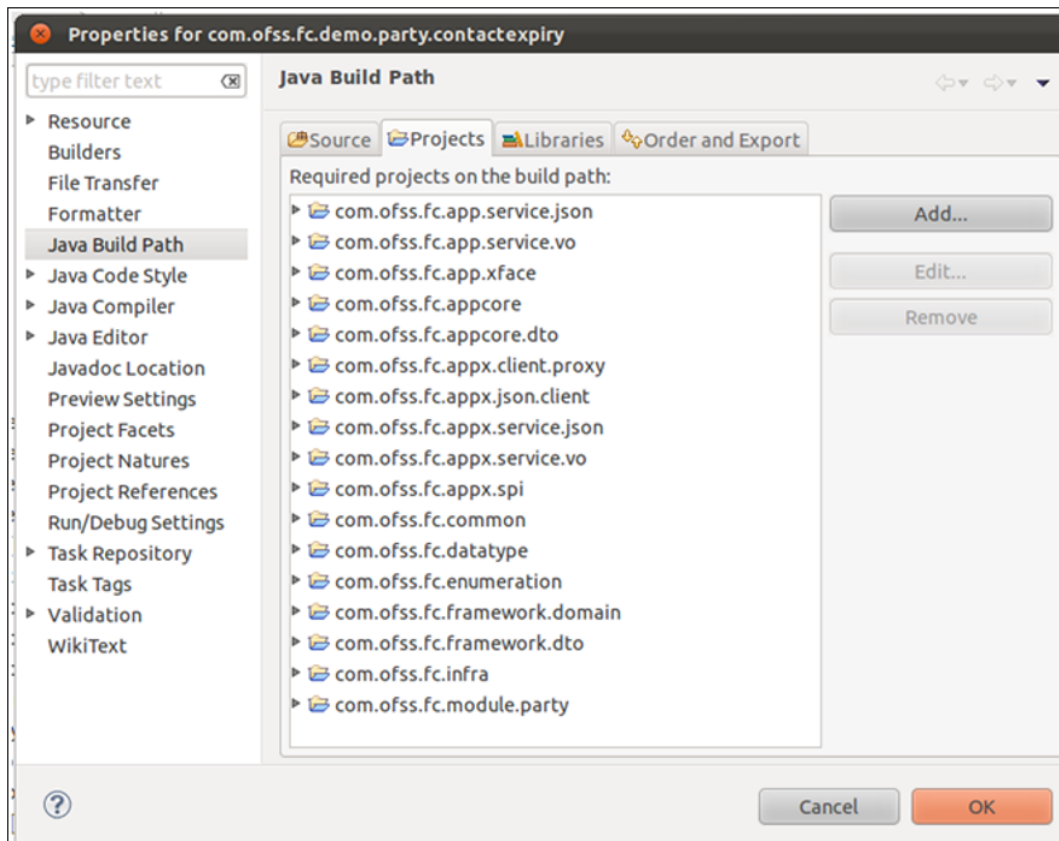 Properties for com.ofss.fc.demo.party.contactexpiry
type filter text
Java Build Path
Resource
Builders
File Transfer
Formatter
Java Build Path
Java Code Style
Java Compiler
Java Editor
Javadoc Location
Preview Settings
Project Facets
Project Natures
Project References
Run/Debug Settings
Task Repository
Task Tags
Validation
WikiText
Source Projects Libraries Order and Export
Required projects on the build path:
com.ofss.fc.app.service.json
com.ofss.fc.app.service.vo
com.ofss.fc.app.xface
com.ofss.fc.appcore
com.ofss.fc.appcore.dto
com.ofss.fc.appx.client.proxy
com.ofss.fc.appx.json.client
com.ofss.fc.appx.service.json
com.ofss.fc.appx.service.vo
com.ofss.fc.appx.spi
com.ofss.fc.common
com.ofss.fc.datatype
com.ofss.fc.enumeration
com.ofss.fc.framework.domain
com.ofss.fc.framework.dto
com.ofss.fc.infra
com.ofss.fc.module.party
Add...
Edit...
Remove
?
Cancel OK